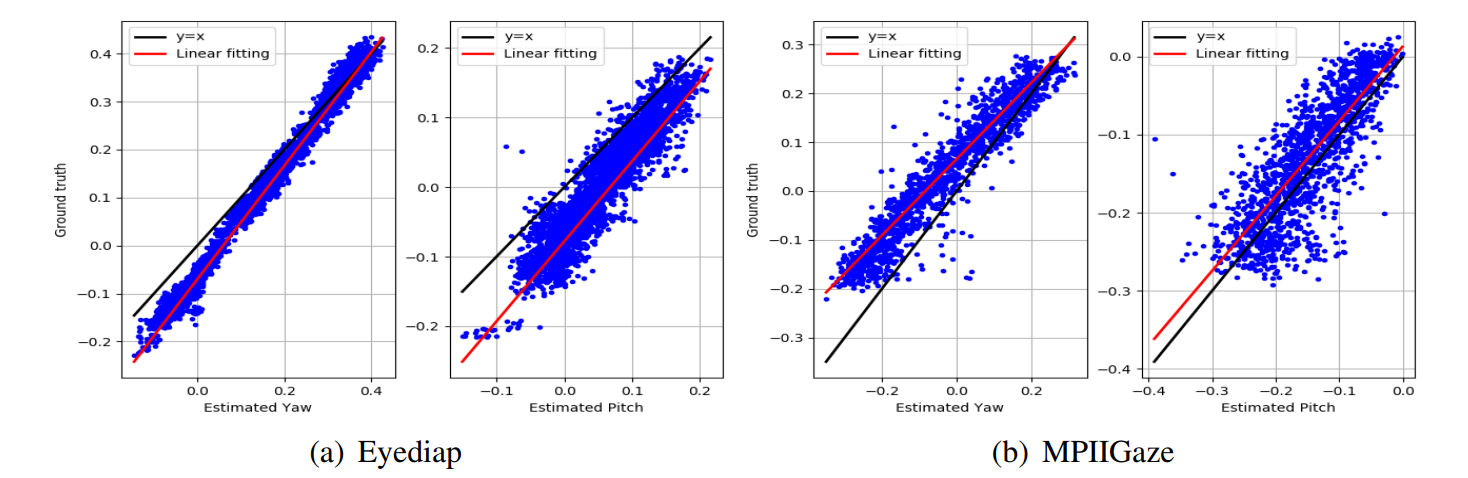 y=x
Linear fitting
Ground truth
0.4
0.3
0.2
0.1
0.0
−0.1
−0.2
0.0 0.2 0.4
Estimated Yaw
y=x
Linear fitting
0.2
0.1
0.0
−0.1
−0.2
−0.1 0.0 0.1 0.2
Estimated Pitch
(a) Eyediap
y=x
Linear fitting
Ground truth
0.3
0.2
0.1
0.0
−0.1
−0.2
−0.3
−0.2 0.0 0.2
Estimated Yaw
y=x
Linear fitting
0.0
−0.1
−0.2
−0.3
−0.4
−0.4 −0.3 −0.2 −0.1 0.0
Estimated Pitch
(b) MPIIGaze